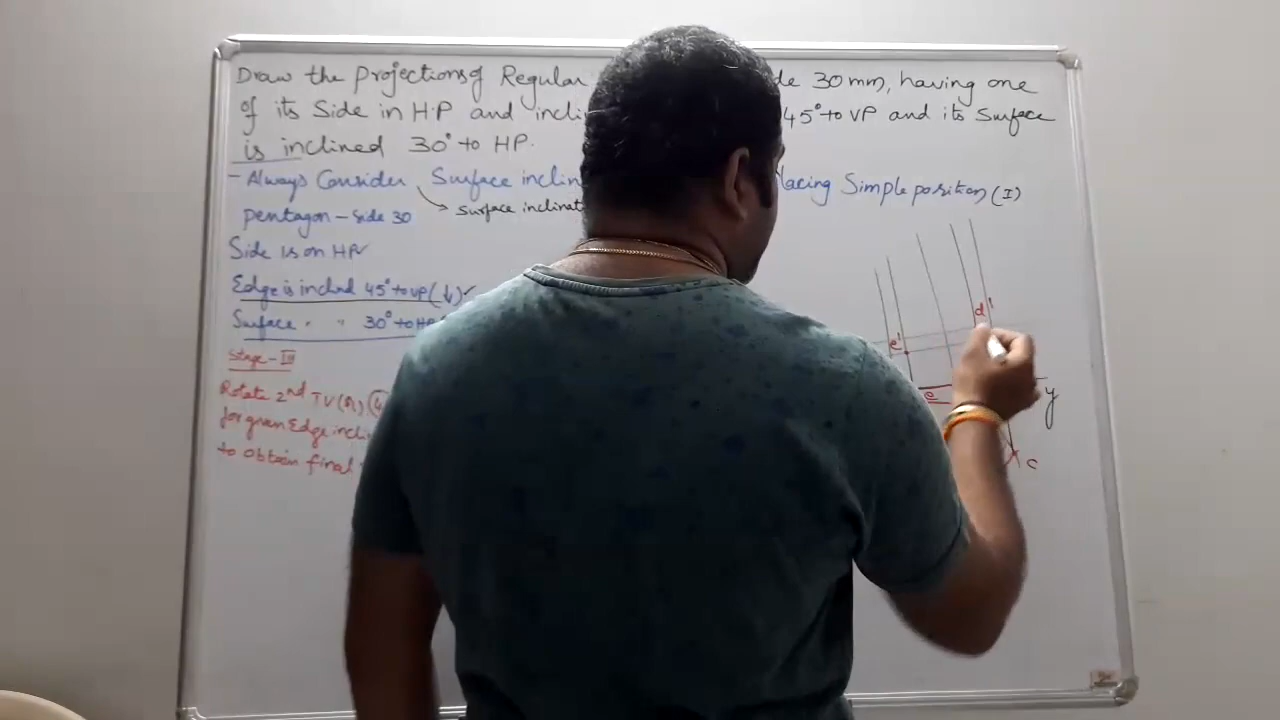 Draw the projections of Regular de 30 mm, having one
of its Side in H.P and incli 45° to VP and its Surface
is inclined 30° to HP.
- Always Consider Surface inclin lacing Simple position (I)
Surface inclinat
pentagon - Side 30
Side is on HP
Edge is inclined 45° to VP
Surface " " 30° to HP
Stage - III
Rotate 2nd TV
for given Edge incli
to obtain final
d'
e'
e
y
c